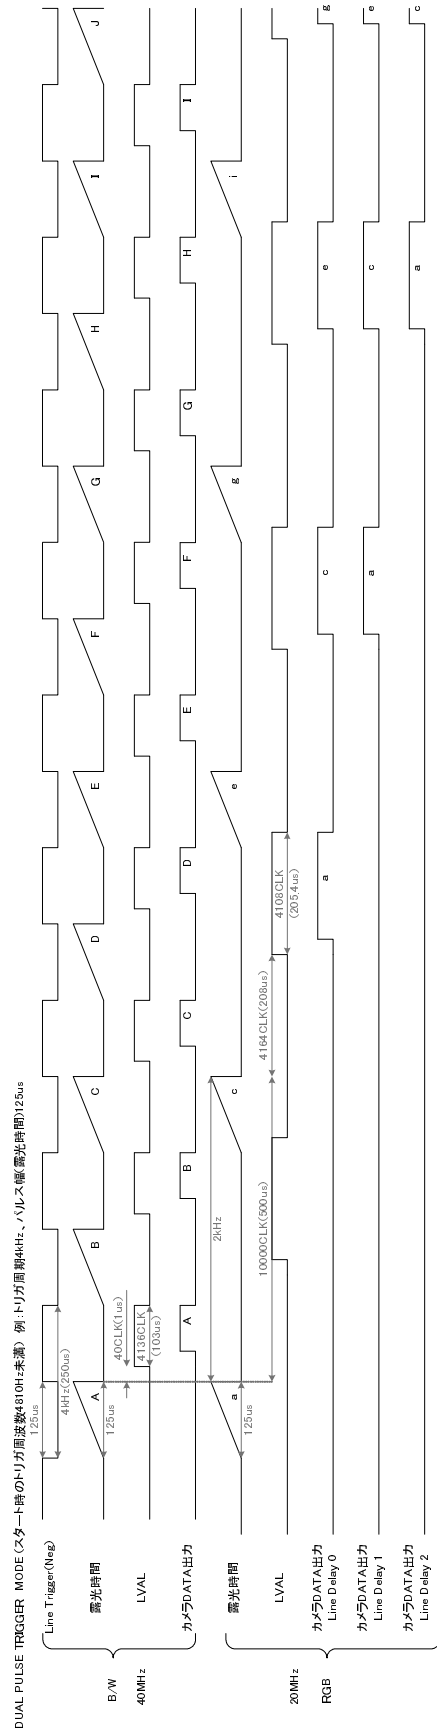 DUAL PULSE TRIGGER MODE (スタート時のトリガ周波数4810Hz未満) 例:トリガ周期4kHz、パルス幅(露光時間)125us
Line Trigger(Neg)
125us
4kHz(250us)
B/W
40MHz
露光時間
A B C D E F G H I J
125us
LVAL
40CLK(1us)
4136CLK
(103us)
カメラDATA出力
A B C D E F G H I
20MHz
RGB
露光時間
a c e g i
125us
2kHz
LVAL
10000CLK(500us)
4164CLK(208us)
4108CLK
(205.4us)
カメラDATA出力
Line Delay 0
a c e g
カメラDATA出力
Line Delay 1
a c e
カメラDATA出力
Line Delay 2
a c